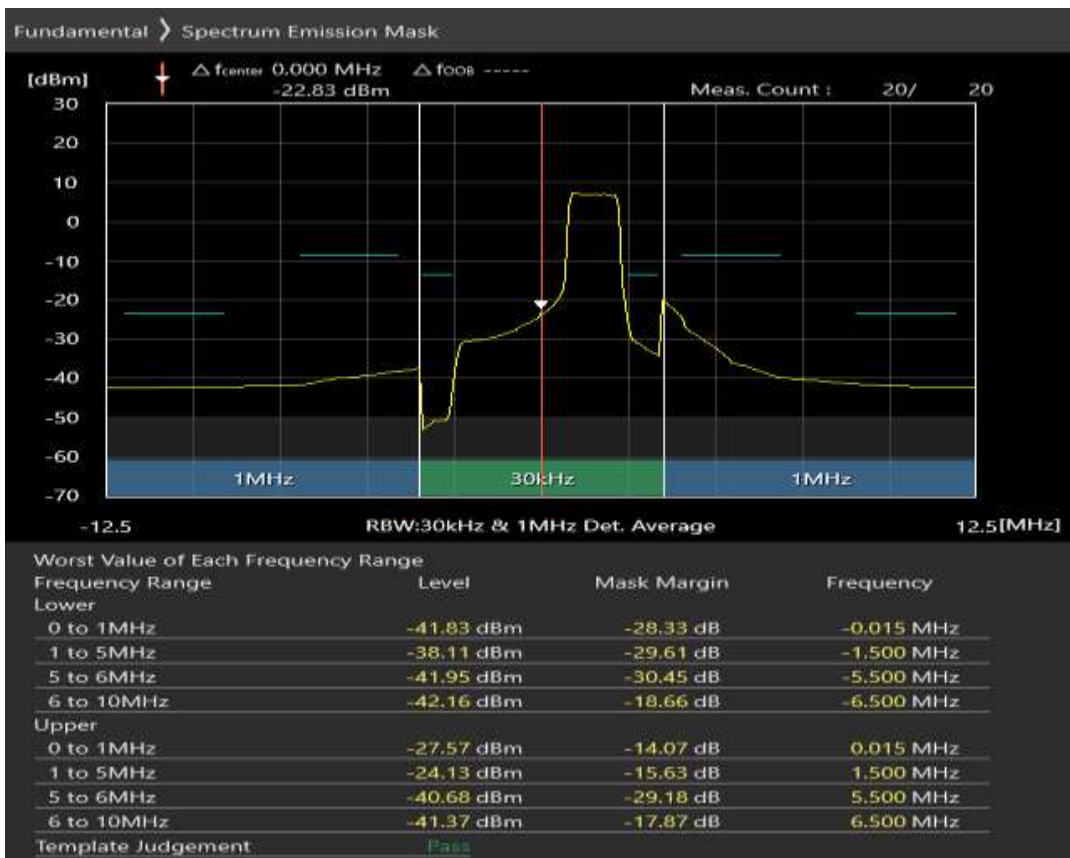 Fundamental ❯ Spectrum Emission Mask
[dBm] △ fcenter 0.000 MHz △ fOOB -----
-22.83 dBm Meas. Count : 20/ 20
30
20
10
0
-10
-20
-30
-40
-50
-60
-70
1MHz 30kHz 1MHz
-12.5 RBW:30kHz & 1MHz Det. Average 12.5[MHz]
Worst Value of Each Frequency Range
Frequency Range Level Mask Margin Frequency
Lower
0 to 1MHz -41.83 dBm -28.33 dB -0.015 MHz
1 to 5MHz -38.11 dBm -29.61 dB -1.500 MHz
5 to 6MHz -41.95 dBm -30.45 dB -5.500 MHz
6 to 10MHz -42.16 dBm -18.66 dB -6.500 MHz
Upper
0 to 1MHz -27.57 dBm -14.07 dB 0.015 MHz
1 to 5MHz -24.13 dBm -15.63 dB 1.500 MHz
5 to 6MHz -40.68 dBm -29.18 dB 5.500 MHz
6 to 10MHz -41.37 dBm -17.87 dB 6.500 MHz
Template Judgement Pass